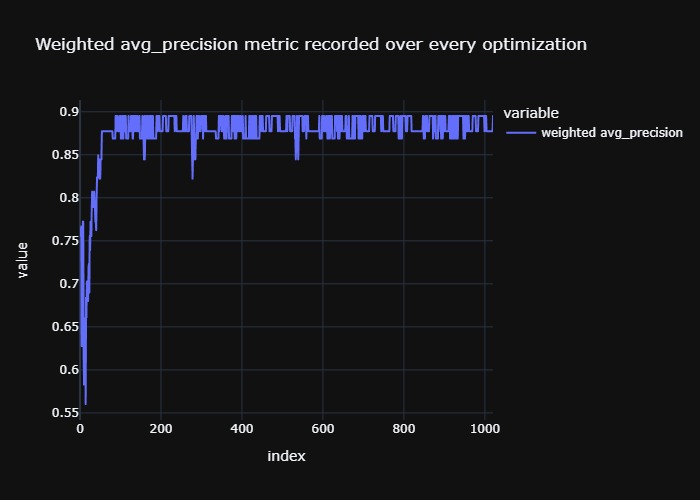 Weighted avg_precision metric recorded over every optimization
0.9
0.85
0.8
0.75
0.7
0.65
0.6
0.55
value
0
200
400
600
800
1000
index
variable
weighted avg_precision